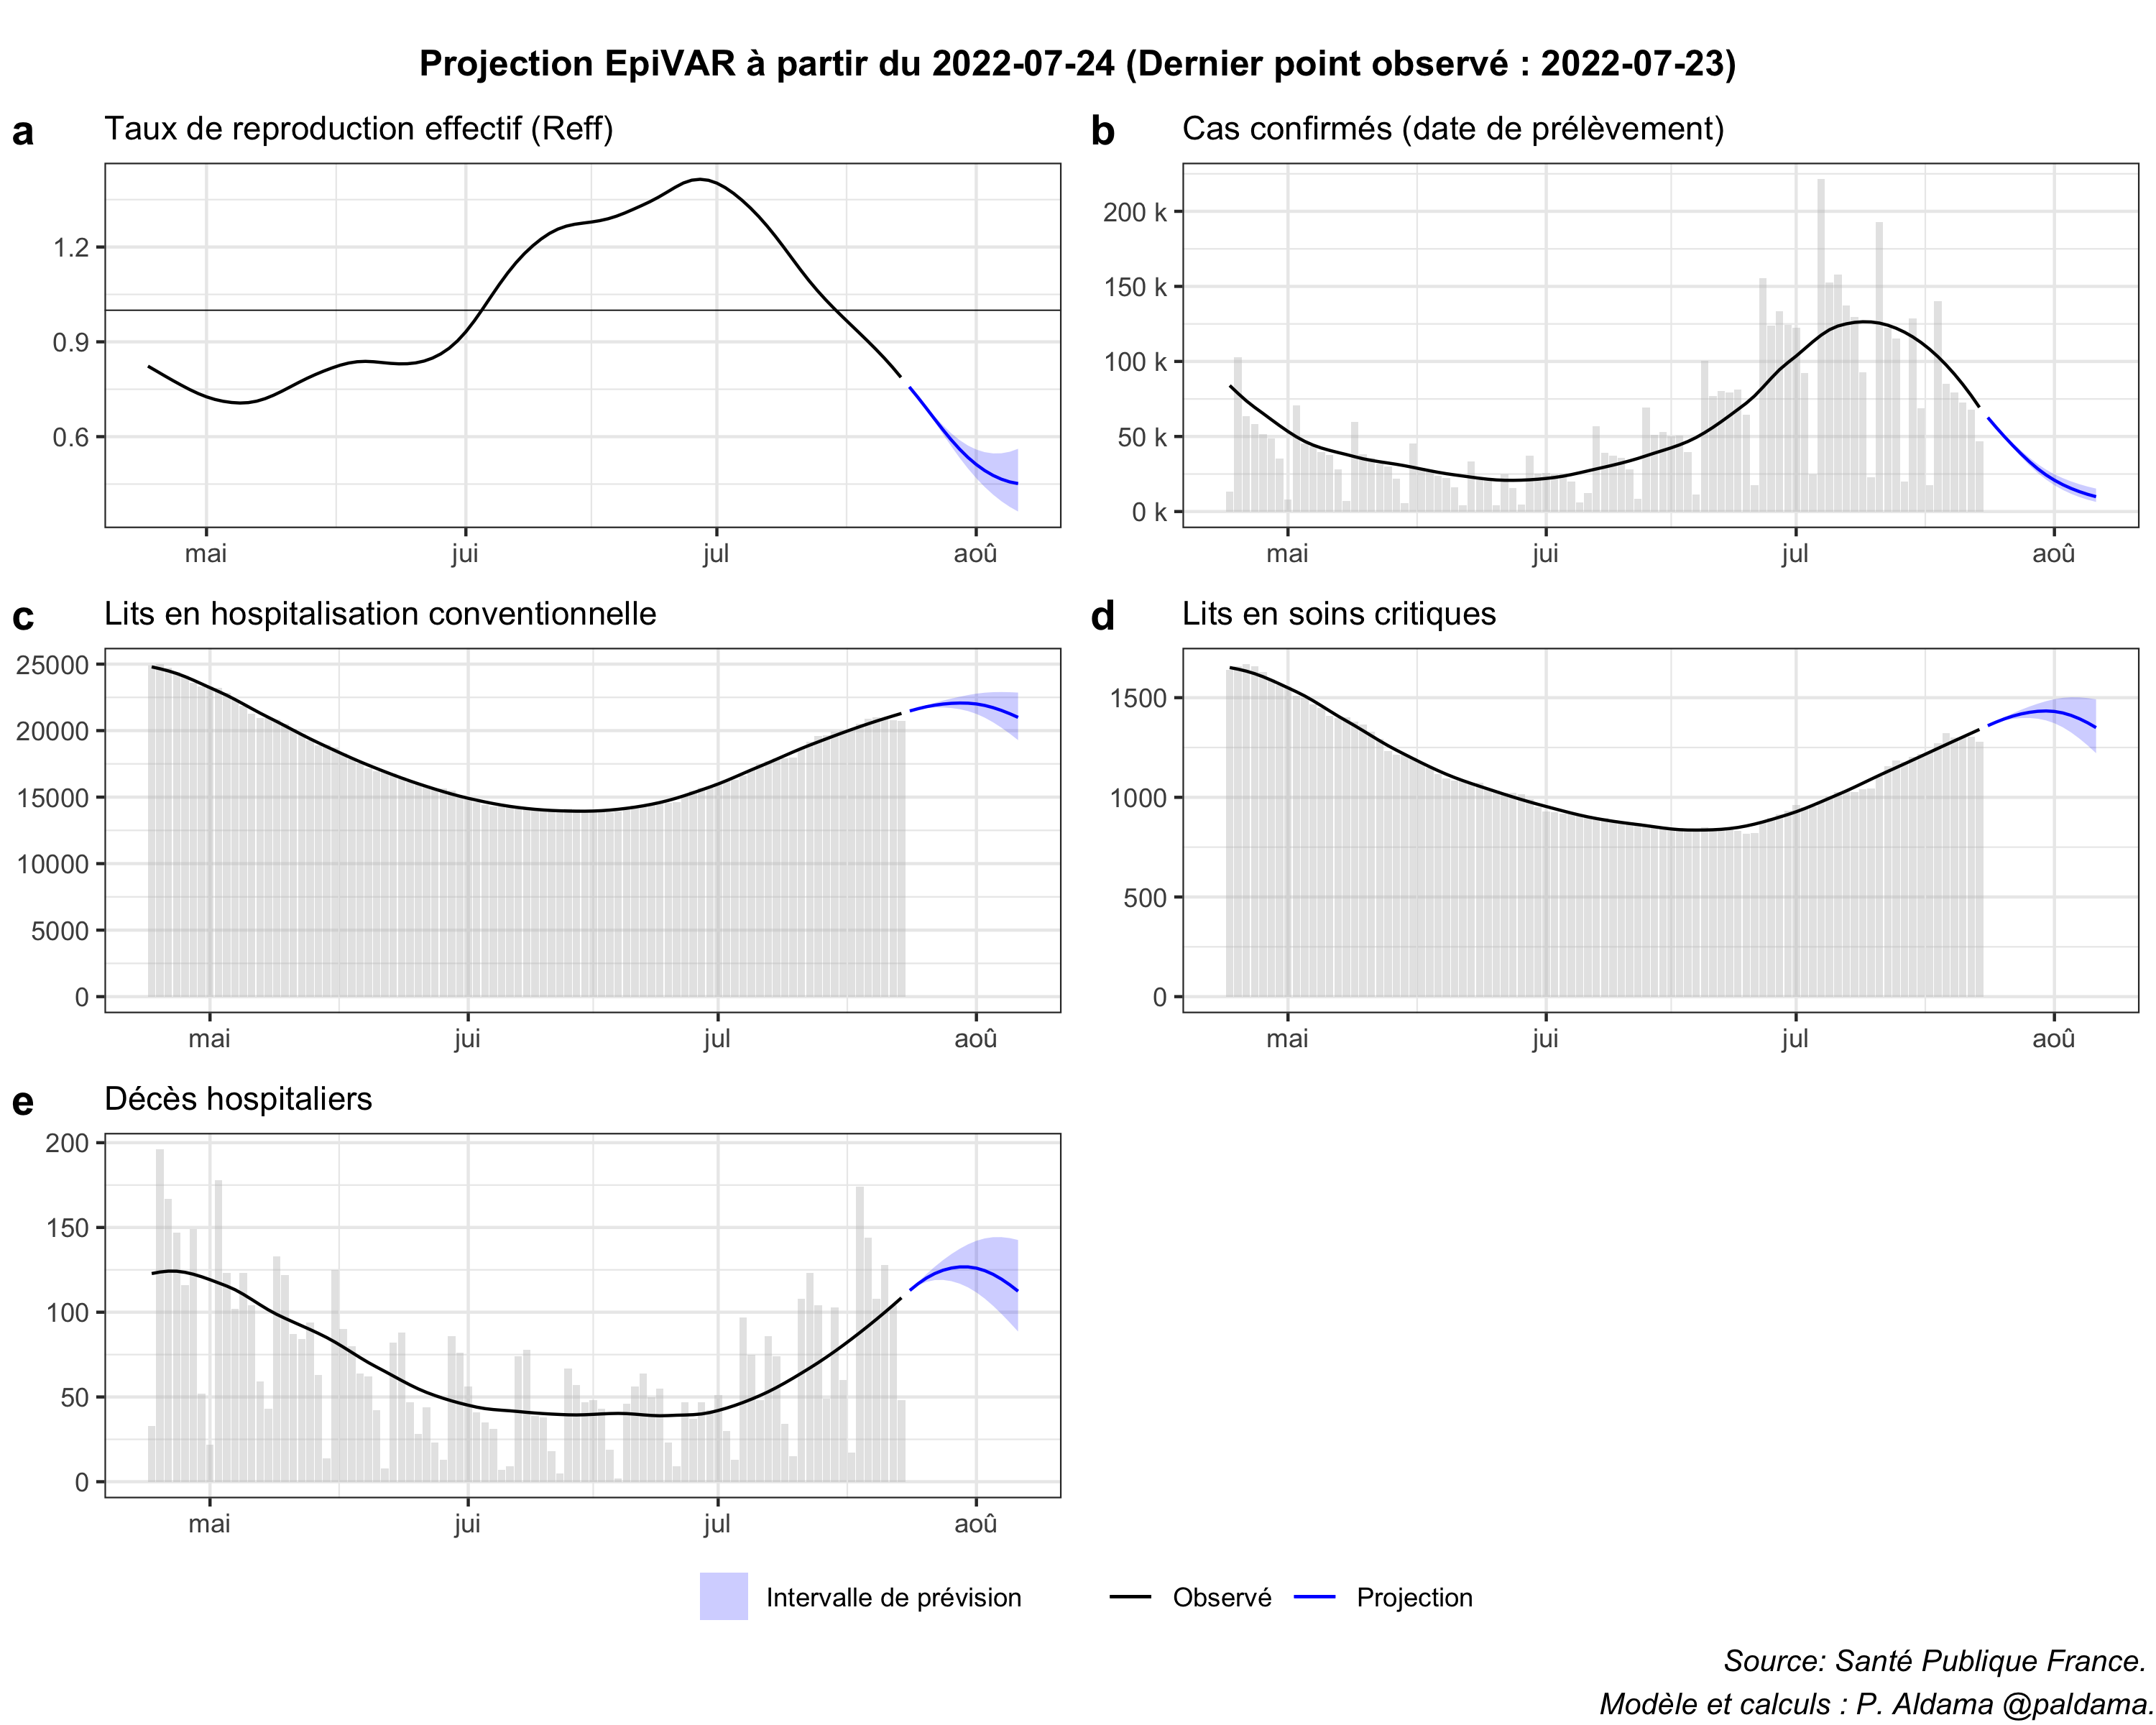 Projection EpiVAR à partir du 2022-07-24 (Dernier point observé : 2022-07-23)
a Taux de reproduction effectif (Reff)
1.2
0.9
0.6
mai jui jul aoû
b Cas confirmés (date de prélèvement)
200 k
150 k
100 k
50 k
0 k
mai jui jul aoû
c Lits en hospitalisation conventionnelle
25000
20000
15000
10000
5000
0
mai jui jul aoû
d Lits en soins critiques
1500
1000
500
0
mai jui jul aoû
e Décès hospitaliers
200
150
100
50
0
mai jui jul aoû
Intervalle de prévision Observé Projection
Source: Santé Publique France.
Modèle et calculs : P. Aldama @paldama.